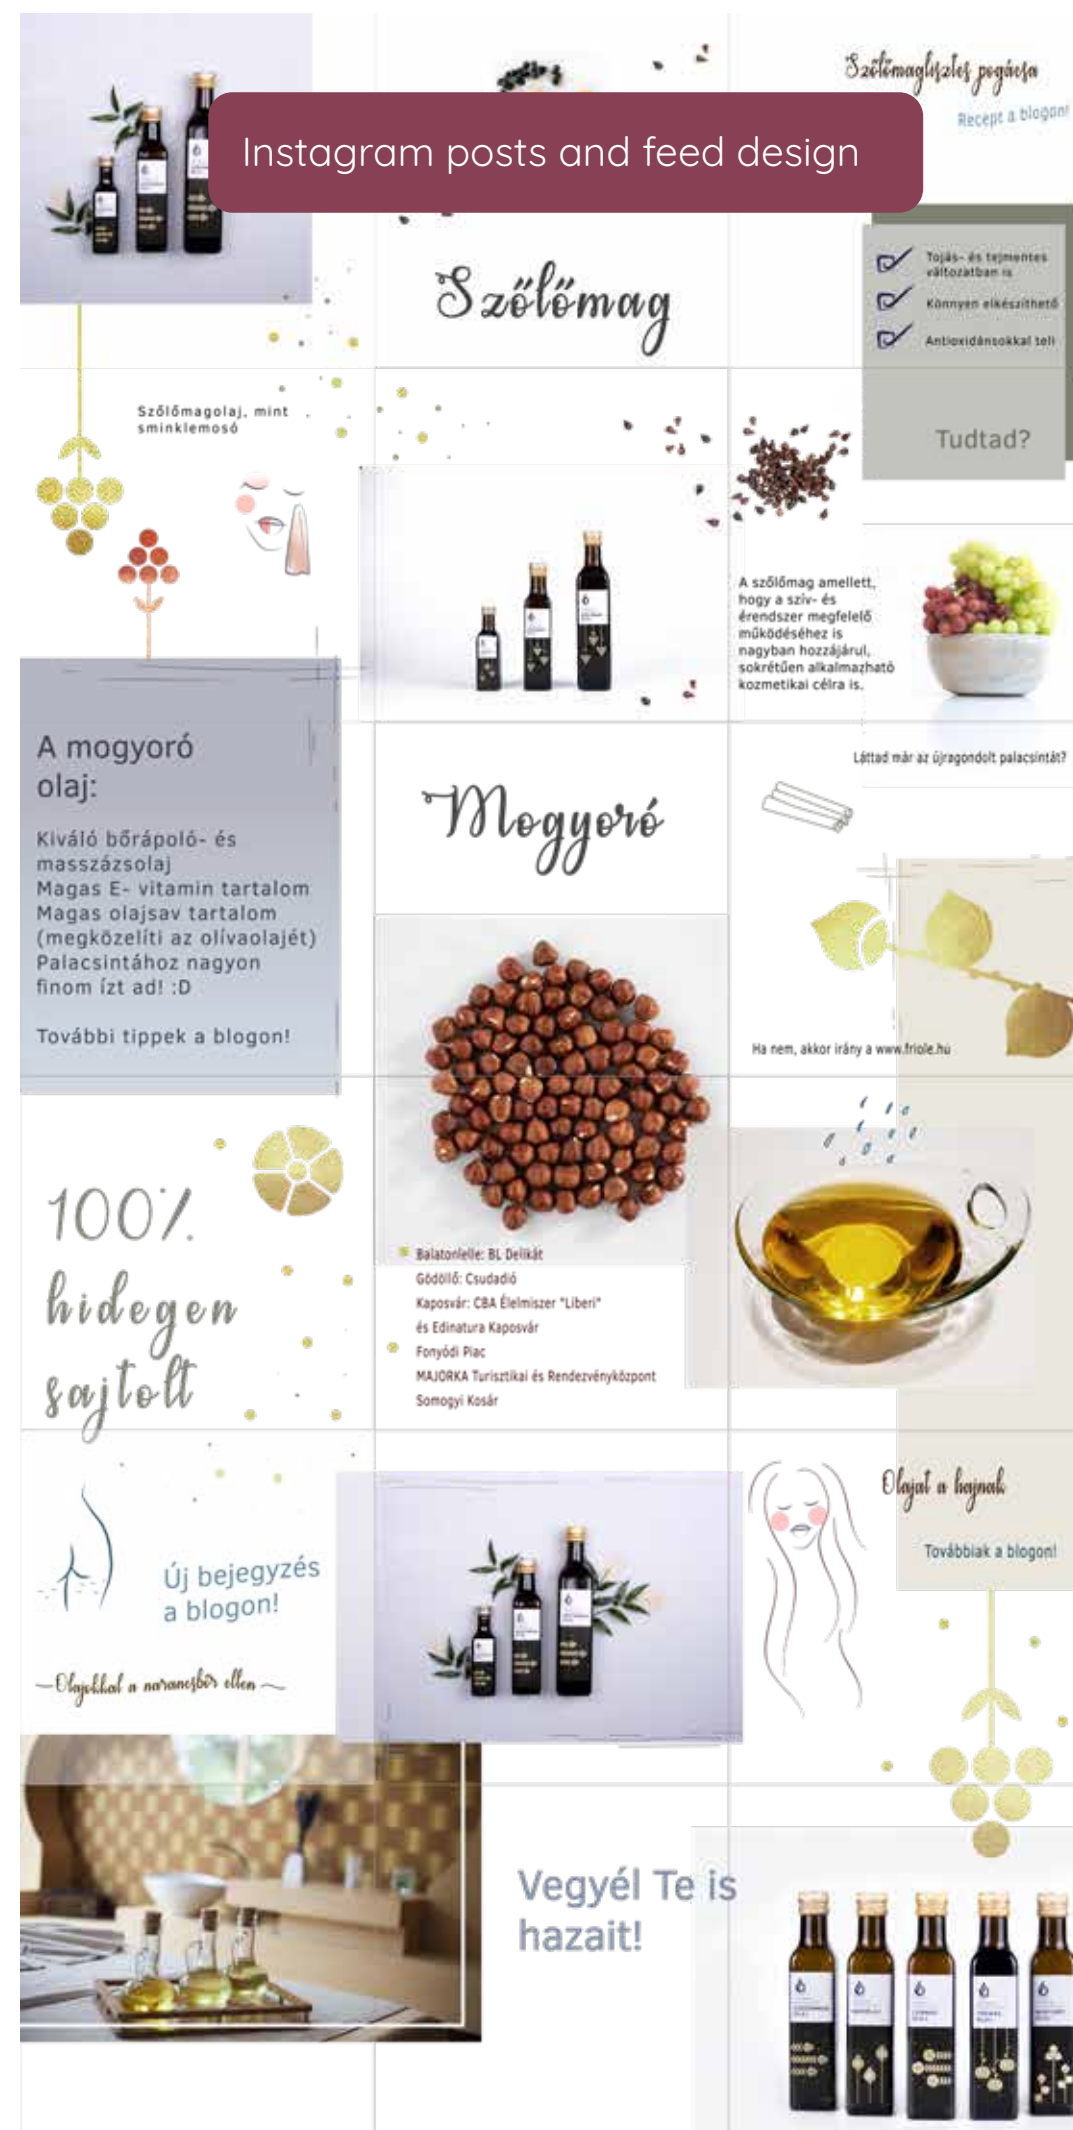 Instagram posts and feed design
Szőlőmaglisztes pogácsa
Recept a blogon!
Szőlőmag
Tojás- és tejmentes
változatban is
Könnyen elkészíthető
Antioxidánsokkal teli
Tudtad?
Szőlőmagolaj, mint
sminklemosó
A szőlőmag amellett,
hogy a szív- és
érendszer megfelelő
működéséhez is
nagyban hozzájárul,
sokrétűen alkalmazható
kozmetikai célra is.
A mogyoró
olaj:
Kiváló bőrápoló- és
masszázsolaj
Magas E- vitamin tartalom
Magas olajsav tartalom
(megközelíti az olívaolajét)
Palacsintához nagyon
finom ízt ad! :D
További tippek a blogon!
Mogyoró
Láttad már az újragondolt palacsintát?
Ha nem, akkor irány a www.friole.hu
100%
hidegen
sajtolt
Balatonlelle: BL Delikát
Gödöllő: Csudadió
Kaposvár: CBA Élelmiszer "Liberi"
és Edinatura Kaposvár
Fonyódi Piac
MAJORKA Turisztikai és Rendezvényközpont
Somogyi Kosár
Új bejegyzés
a blogon!
Olajokkal a narancsbőr ellen
Olajat a hajnak
Továbbiak a blogon!
Vegyél Te is
hazait!